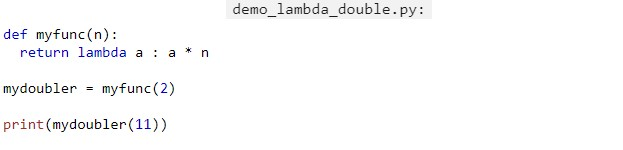 demo_lambda_double.py:
def myfunc(n):
  return lambda a : a * n
mydoubler = myfunc(2)
print(mydoubler(11))